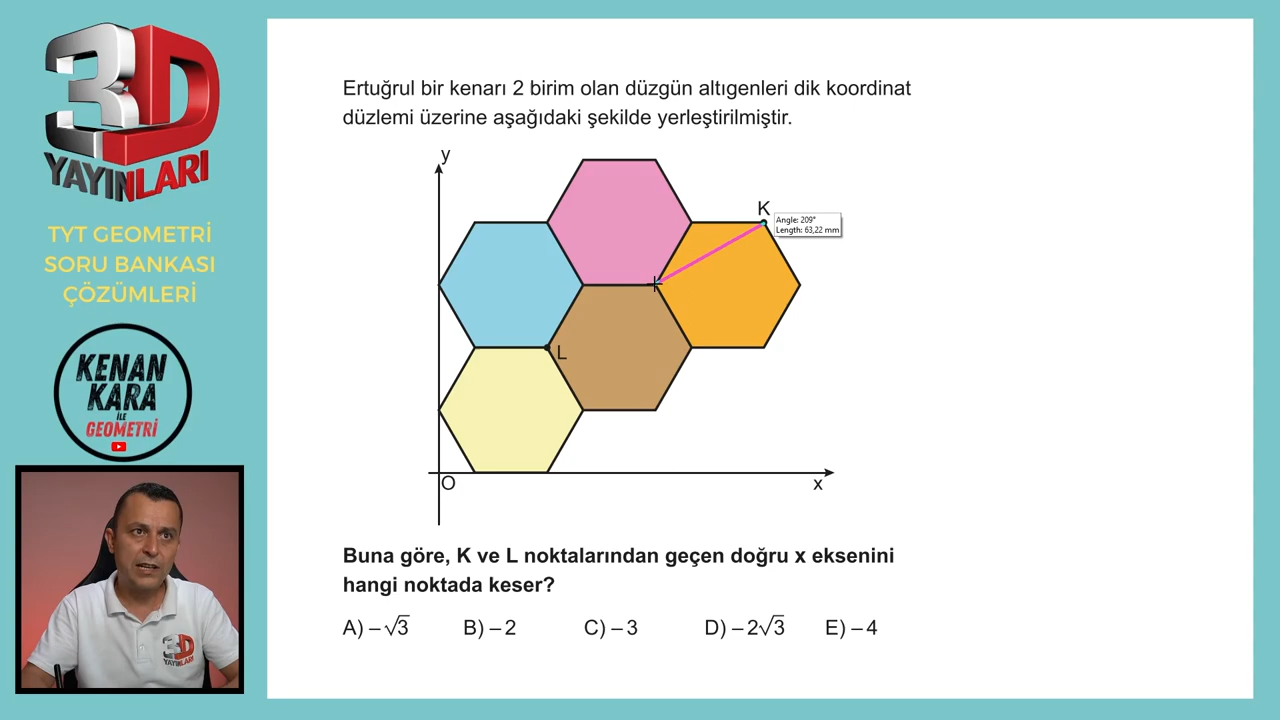 3D
YAYINLARI
TYT GEOMETRİ
SORU BANKASI
ÇÖZÜMLERİ
KENAN
KARA
İLE
GEOMETRİ
3D
YAYINLARI
Ertuğrul bir kenarı 2 birim olan düzgün altıgenleri dik koordinat
düzlemi üzerine aşağıdaki şekilde yerleştirilmiştir.
y
K
Angle: 209°
Length: 63,22 mm
L
O
x
Buna göre, K ve L noktalarından geçen doğru x eksenini
hangi noktada keser?
A) –√3 B) – 2 C) – 3 D) – 2√3 E) – 4